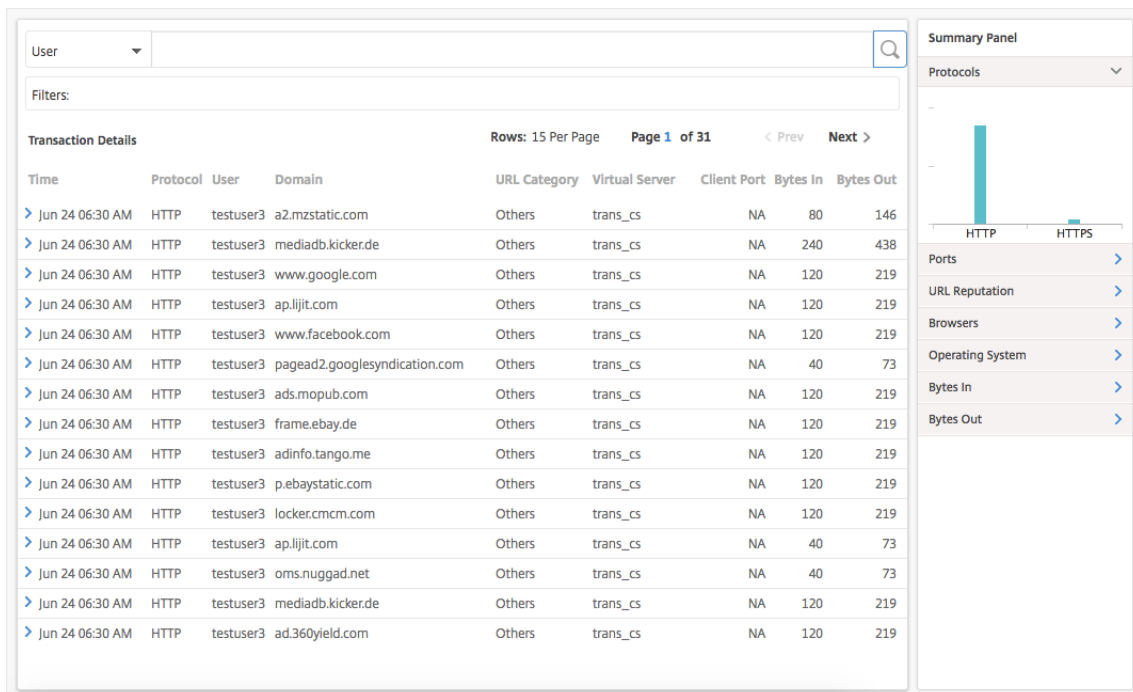 User
Filters:
Transaction Details Rows: 15 Per Page Page 1 of 31 < Prev Next >
Time Protocol User Domain URL Category Virtual Server Client Port Bytes In Bytes Out
Jun 24 06:30 AM HTTP testuser3 a2.mzstatic.com Others trans_cs NA 80 146
Jun 24 06:30 AM HTTP testuser3 mediadb.kicker.de Others trans_cs NA 240 438
Jun 24 06:30 AM HTTP testuser3 www.google.com Others trans_cs NA 120 219
Jun 24 06:30 AM HTTP testuser3 ap.lijit.com Others trans_cs NA 120 219
Jun 24 06:30 AM HTTP testuser3 www.facebook.com Others trans_cs NA 120 219
Jun 24 06:30 AM HTTP testuser3 pagead2.googlesyndication.com Others trans_cs NA 40 73
Jun 24 06:30 AM HTTP testuser3 ads.mopub.com Others trans_cs NA 120 219
Jun 24 06:30 AM HTTP testuser3 frame.ebay.de Others trans_cs NA 120 219
Jun 24 06:30 AM HTTP testuser3 adinfo.tango.me Others trans_cs NA 120 219
Jun 24 06:30 AM HTTP testuser3 p.ebaystatic.com Others trans_cs NA 120 219
Jun 24 06:30 AM HTTP testuser3 locker.cmcm.com Others trans_cs NA 120 219
Jun 24 06:30 AM HTTP testuser3 ap.lijit.com Others trans_cs NA 40 73
Jun 24 06:30 AM HTTP testuser3 oms.nuggad.net Others trans_cs NA 40 73
Jun 24 06:30 AM HTTP testuser3 mediadb.kicker.de Others trans_cs NA 120 219
Jun 24 06:30 AM HTTP testuser3 ad.360yield.com Others trans_cs NA 120 219
Summary Panel
Protocols
HTTP HTTPS
Ports
URL Reputation
Browsers
Operating System
Bytes In
Bytes Out